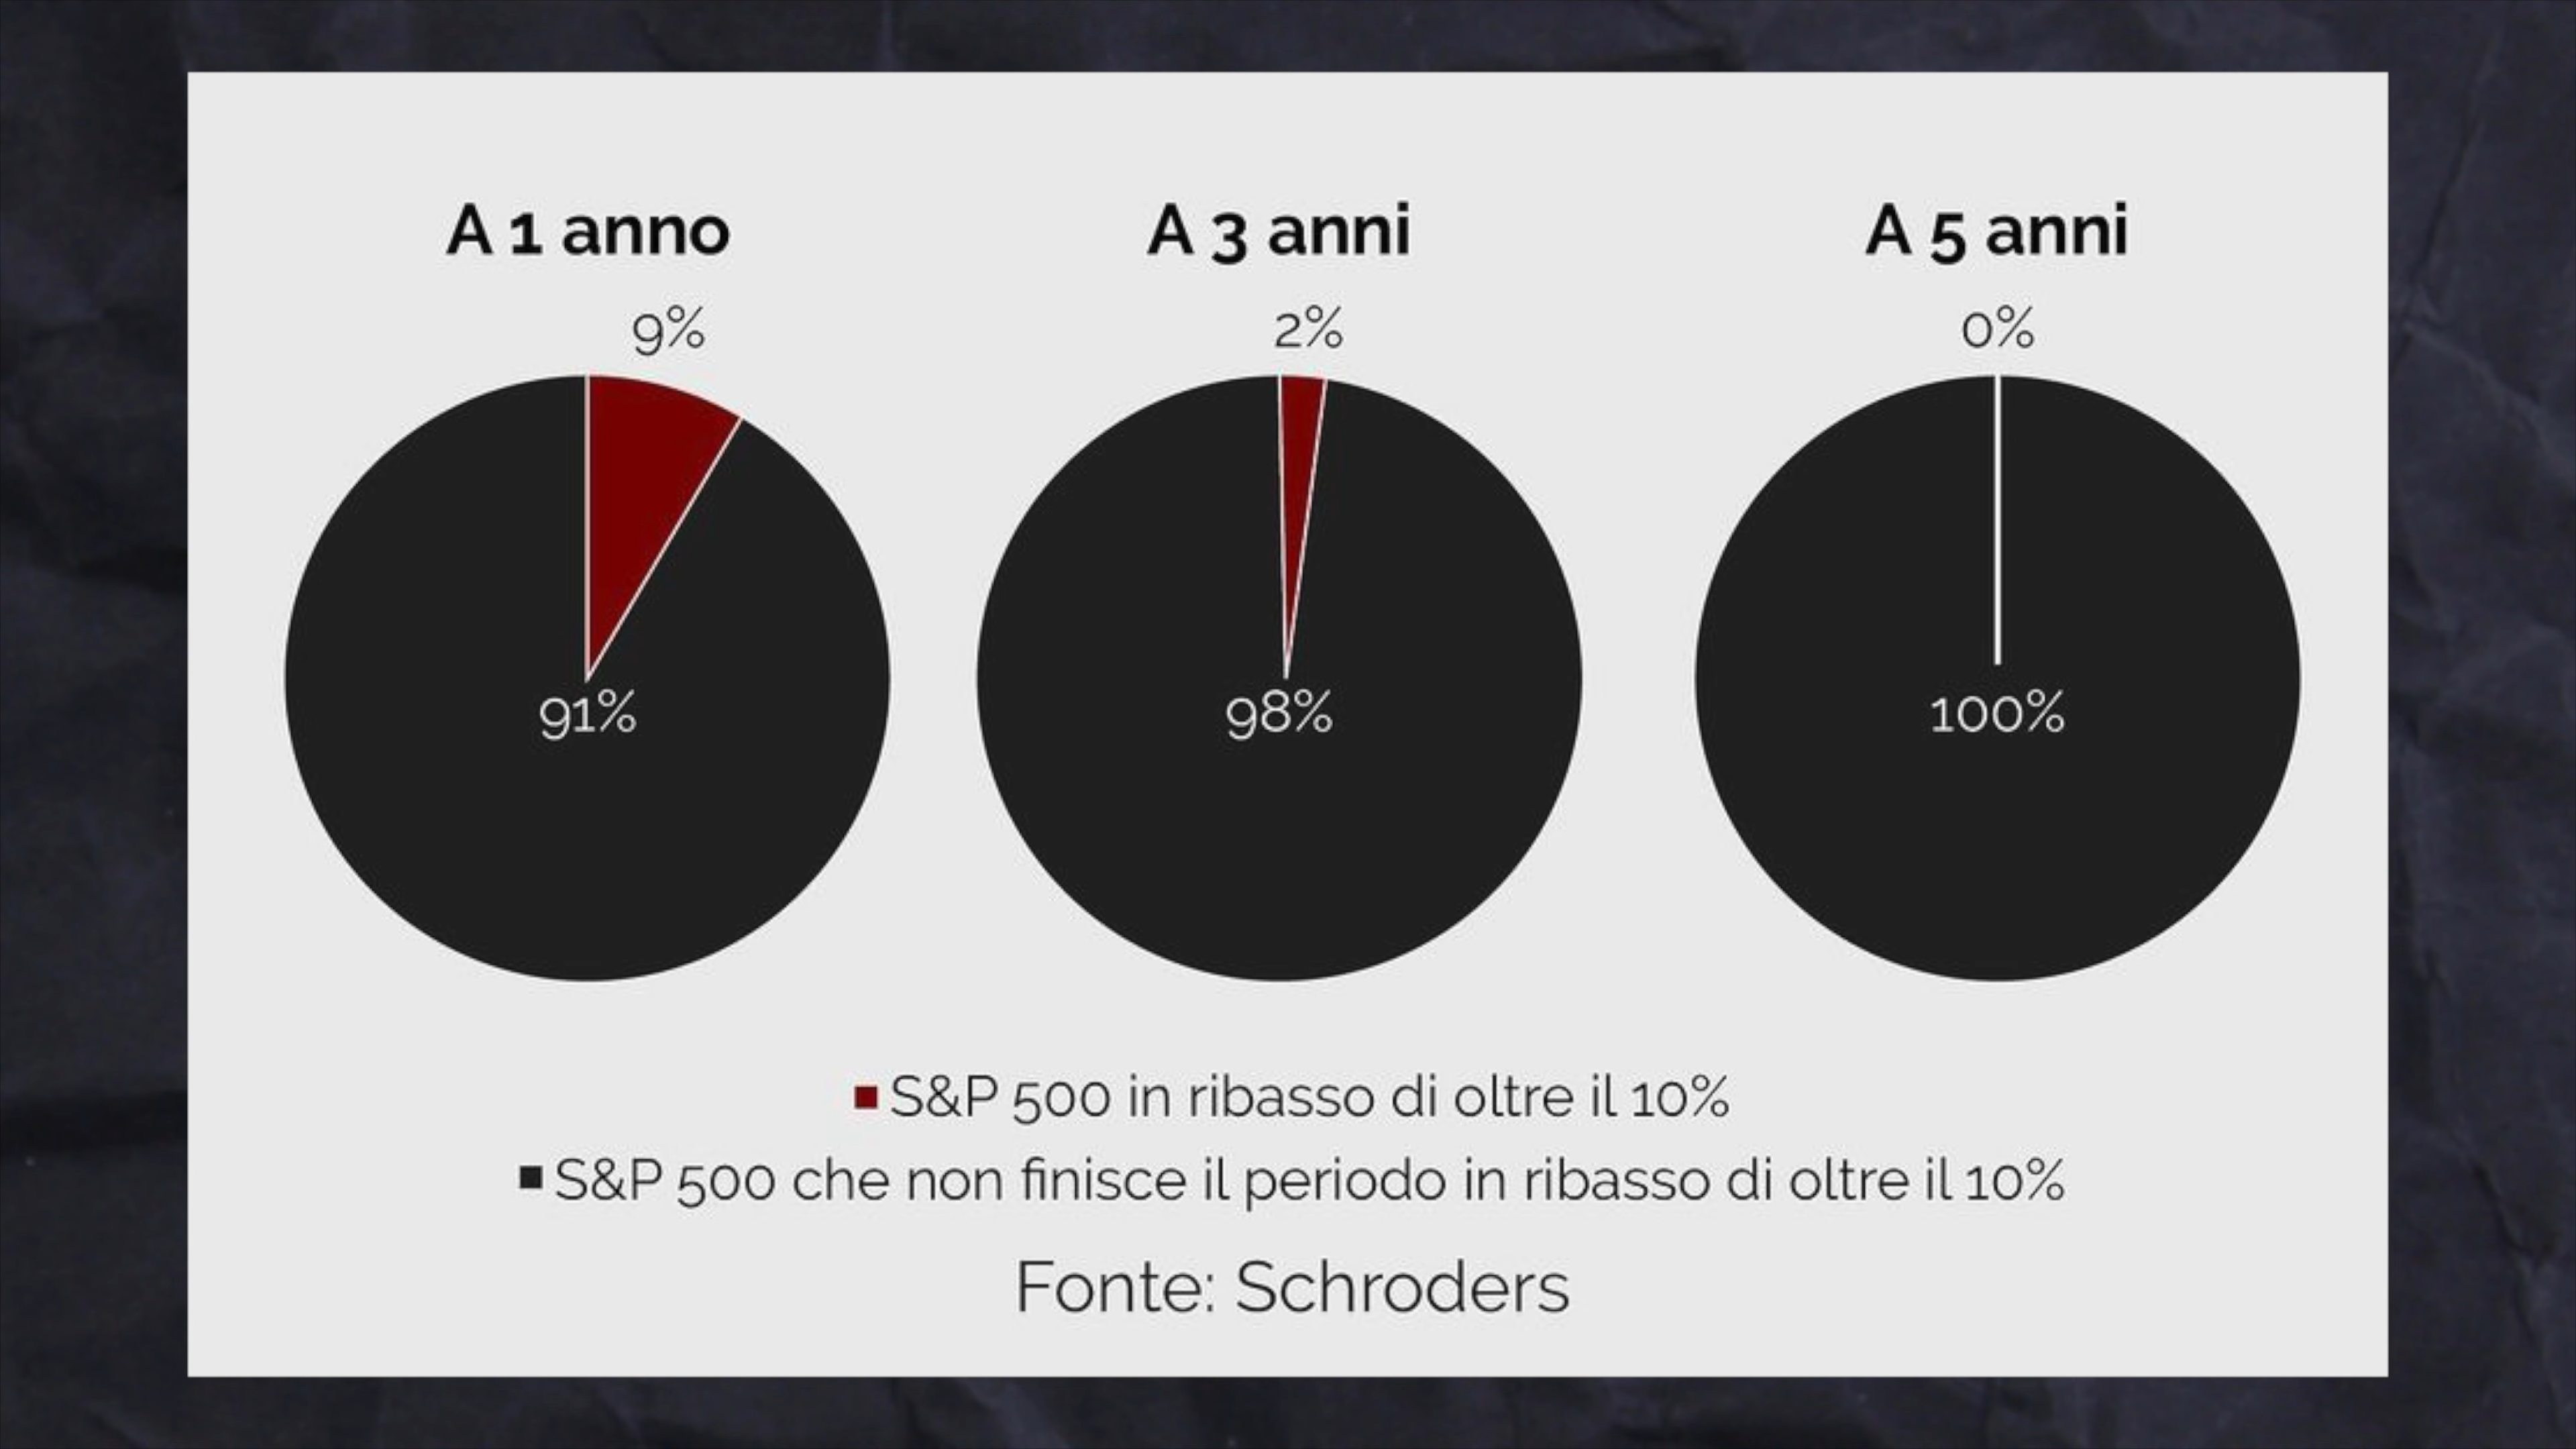 A 1 anno
A 3 anni
A 5 anni
9%
2%
0%
91%
98%
100%
S&P 500 in ribasso di oltre il 10%
S&P 500 che non finisce il periodo in ribasso di oltre il 10%
Fonte: Schroders